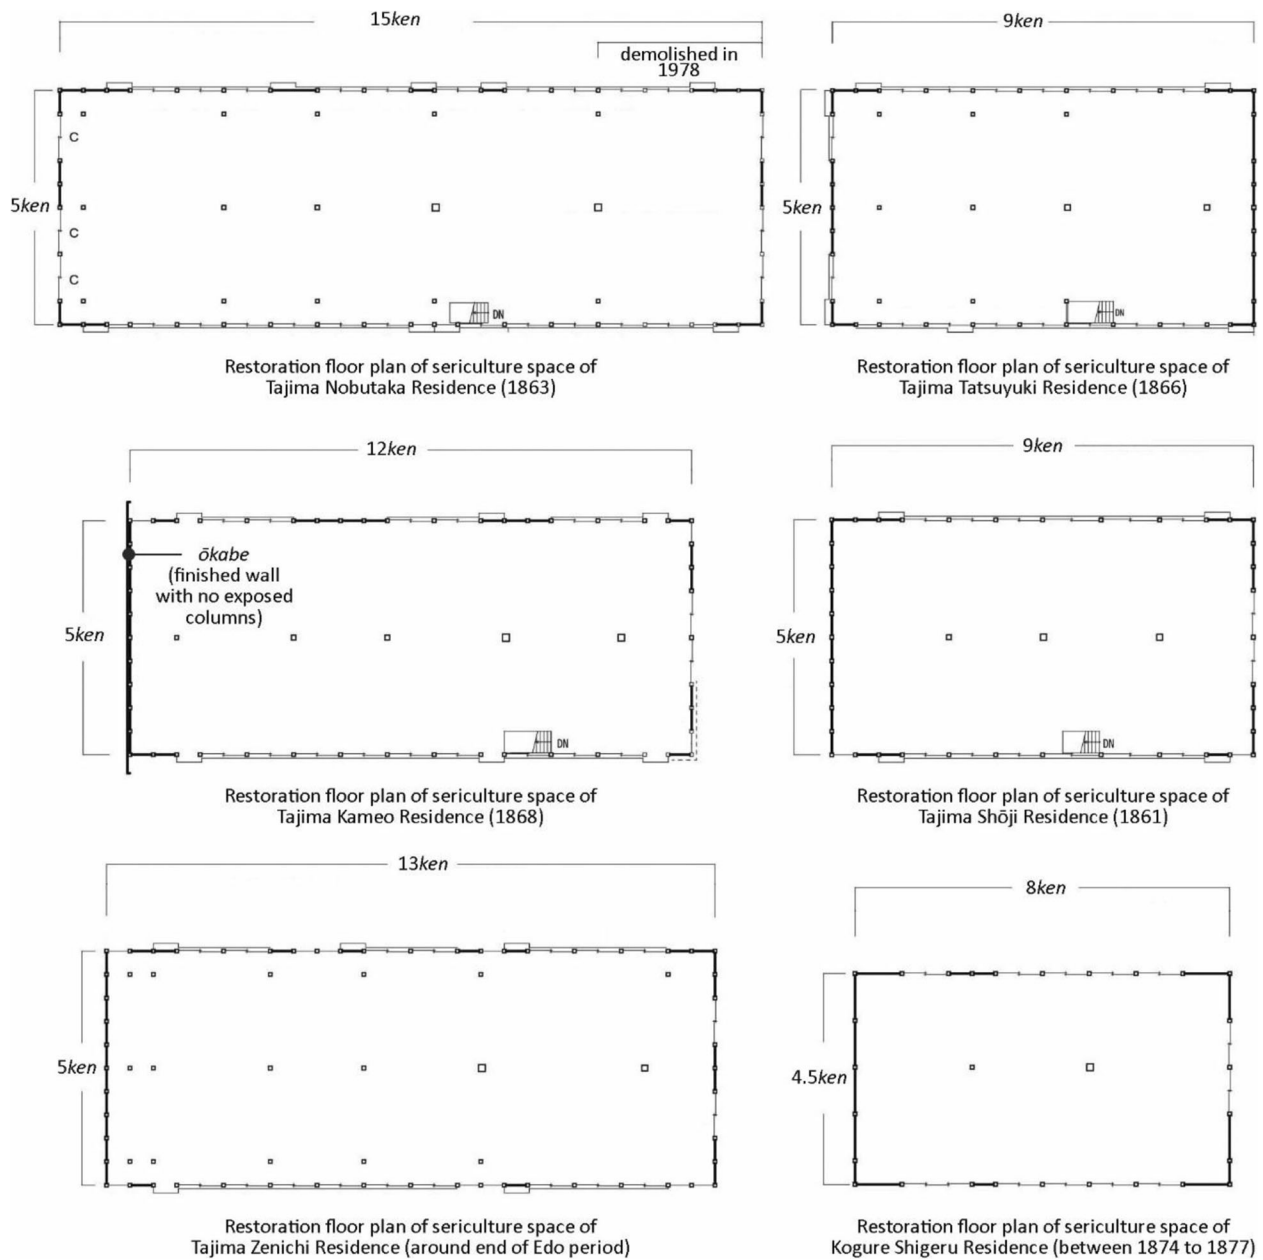 15ken
demolished in
1978
5ken
C
C
C
DN
Restoration floor plan of sericulture space of
Tajima Nobutaka Residence (1863)
9ken
5ken
DN
Restoration floor plan of sericulture space of
Tajima Tatsuyuki Residence (1866)
12ken
ōkabe
(finished wall
with no exposed
columns)
5ken
DN
Restoration floor plan of sericulture space of
Tajima Kameo Residence (1868)
9ken
5ken
DN
Restoration floor plan of sericulture space of
Tajima Shōji Residence (1861)
13ken
5ken
Restoration floor plan of sericulture space of
Tajima Zenichi Residence (around end of Edo period)
8ken
4.5ken
Restoration floor plan of sericulture space of
Kogure Shigeru Residence (between 1874 to 1877)